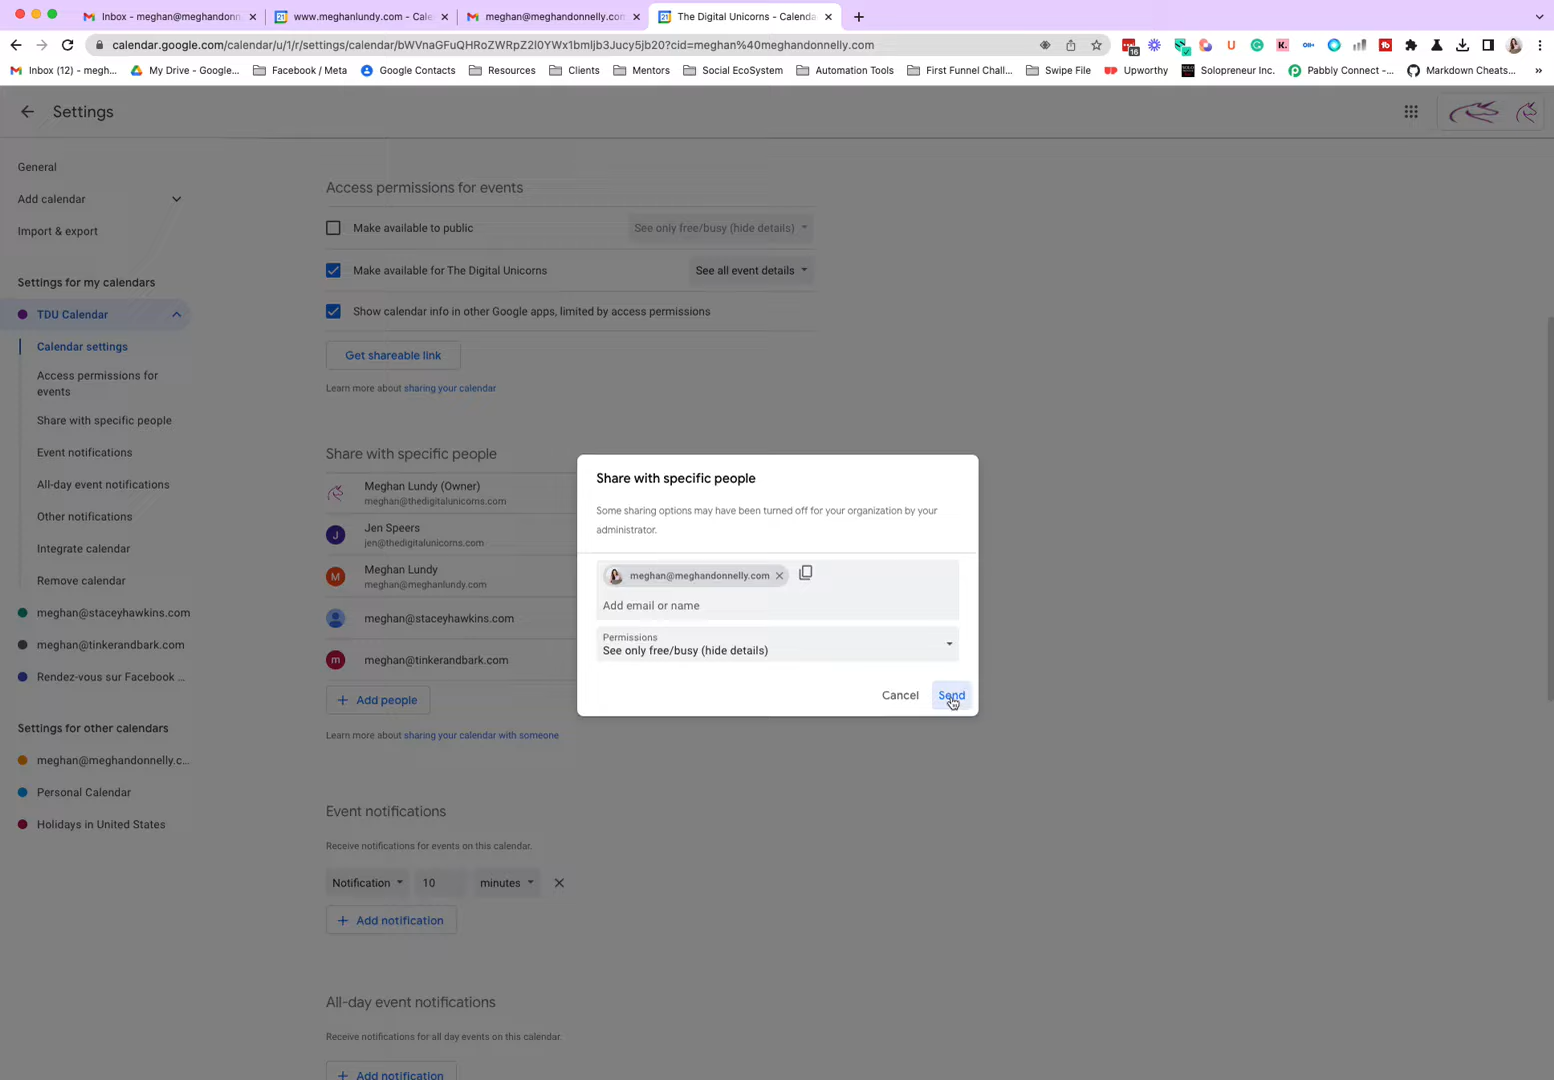 Inbox - meghan@meghandonn
www.meghanlundy.com - Cale
meghan@meghandonnelly.com
The Digital Unicorns - Calenda
calendar.google.com/calendar/u/1/r/settings/calendar/bWVnaGFuQHRoZWRpZ2l0YWx1bmljb3Jucy5jb20?cid=meghan%40meghandonnelly.com
16
K.
U
Inbox (12) - megh...
My Drive - Google...
Facebook / Meta
Google Contacts
Resources
Clients
Mentors
Social EcoSystem
Automation Tools
First Funnel Chall...
Swipe File
Upworthy
Solopreneur Inc.
Pabbly Connect -...
Markdown Cheats...
»
Settings
General
Add calendar
Import & export
Settings for my calendars
TDU Calendar
Calendar settings
Access permissions for
events
Share with specific people
Event notifications
All-day event notifications
Other notifications
Integrate calendar
Remove calendar
meghan@staceyhawkins.com
meghan@tinkerandbark.com
Rendez-vous sur Facebook ...
Settings for other calendars
meghan@meghandonnelly.c...
Personal Calendar
Holidays in United States
Access permissions for events
Make available to public
See only free/busy (hide details)
Make available for The Digital Unicorns
See all event details
Show calendar info in other Google apps, limited by access permissions
Get shareable link
Learn more about sharing your calendar
Share with specific people
Meghan Lundy (Owner)
meghan@thedigitalunicorns.com
J
Jen Speers
jen@thedigitalunicorns.com
M
Meghan Lundy
meghan@meghanlundy.com
meghan@staceyhawkins.com
m
meghan@tinkerandbark.com
+ Add people
Learn more about sharing your calendar with someone
Event notifications
Receive notifications for events on this calendar.
Notification
10
minutes
+ Add notification
All-day event notifications
Receive notifications for all day events on this calendar.
+ Add notification
Share with specific people
Some sharing options may have been turned off for your organization by your
administrator.
meghan@meghandonnelly.com
Add email or name
Permissions
See only free/busy (hide details)
Cancel
Send